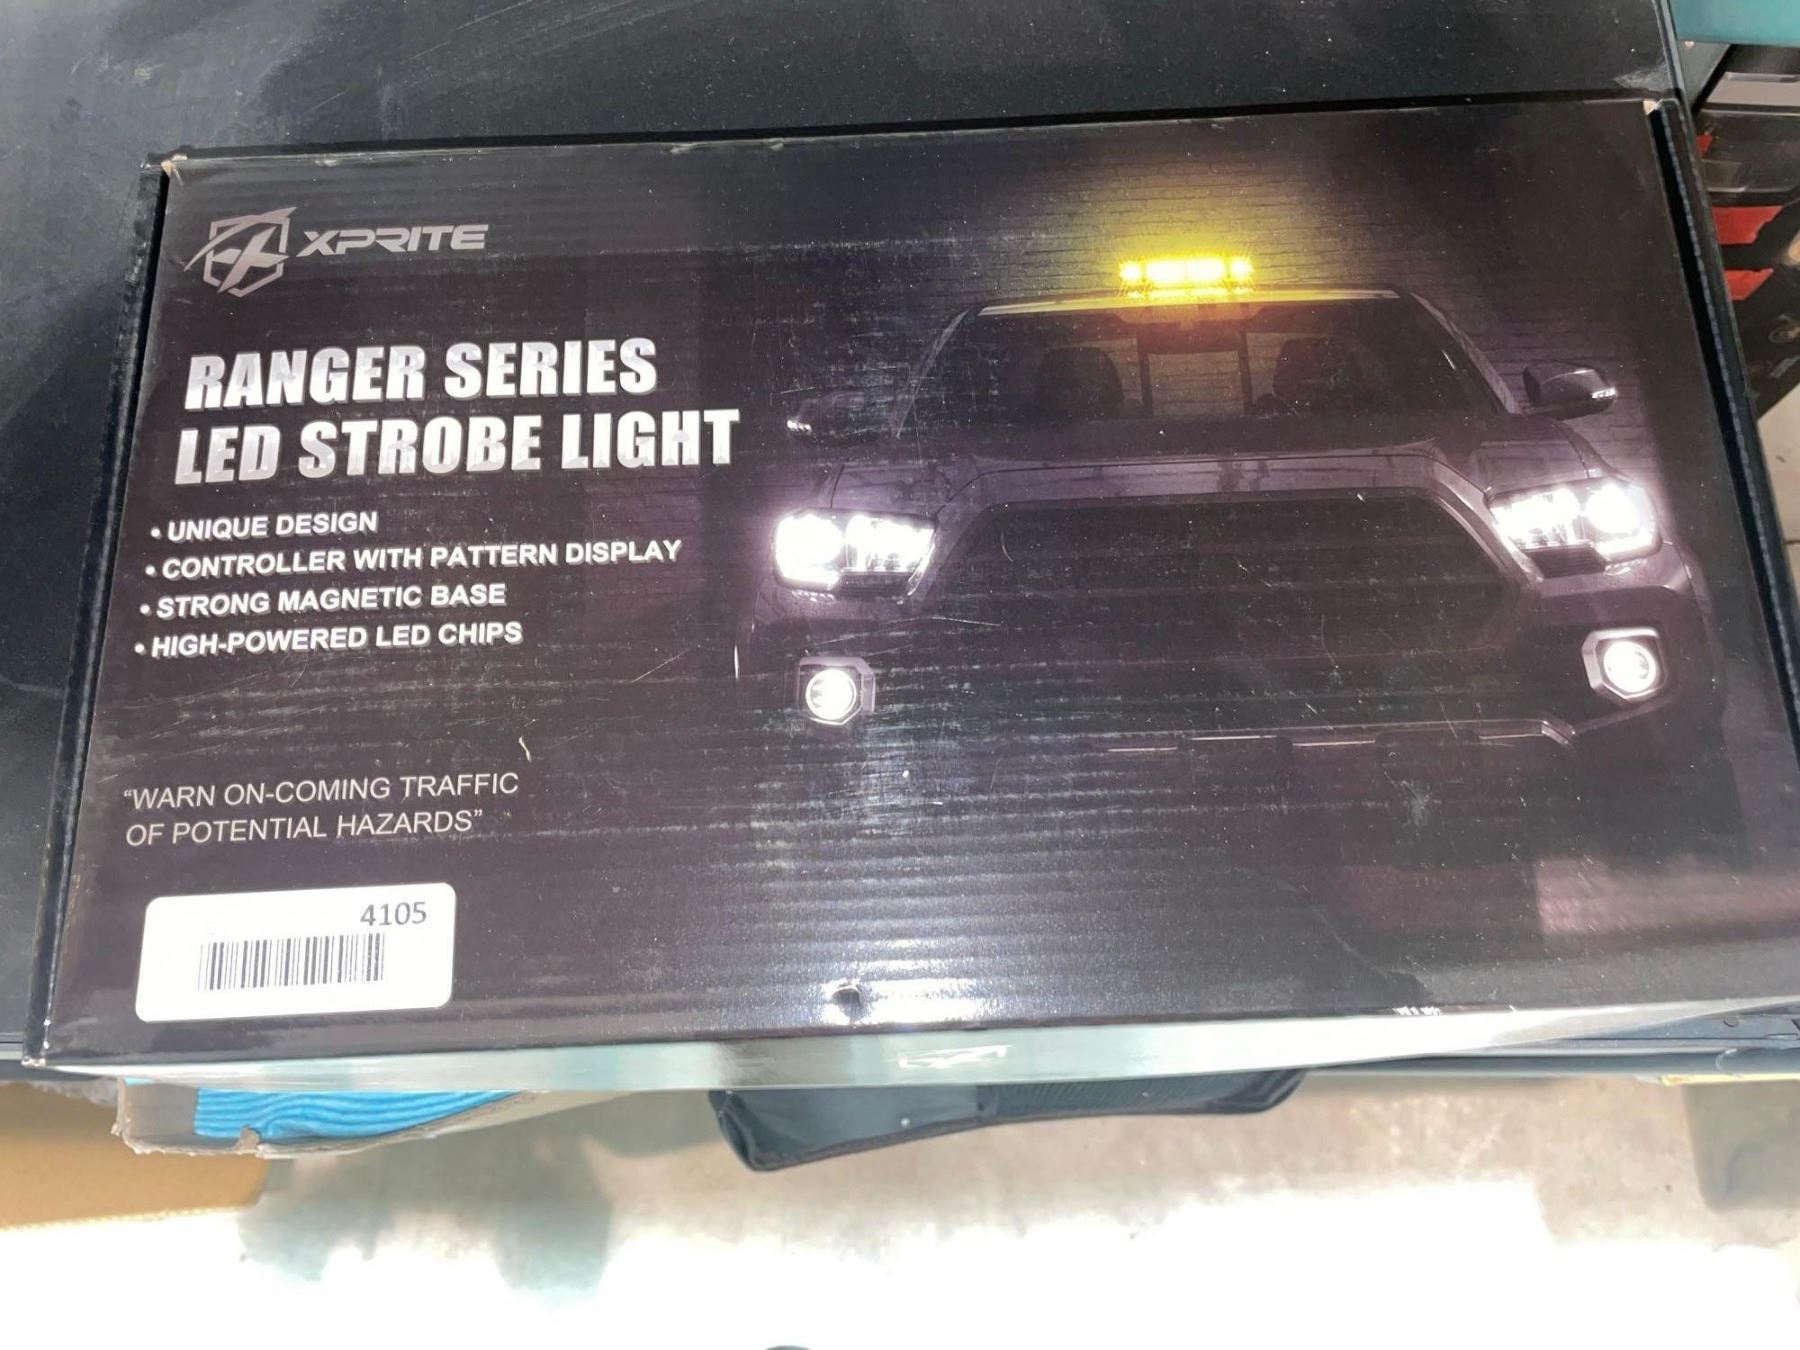 XPRITE
RANGER SERIES
LED STROBE LIGHT
• UNIQUE DESIGN
• CONTROLLER WITH PATTERN DISPLAY
• STRONG MAGNETIC BASE
• HIGH-POWERED LED CHIPS
“WARN ON-COMING TRAFFIC
OF POTENTIAL HAZARDS”
4105